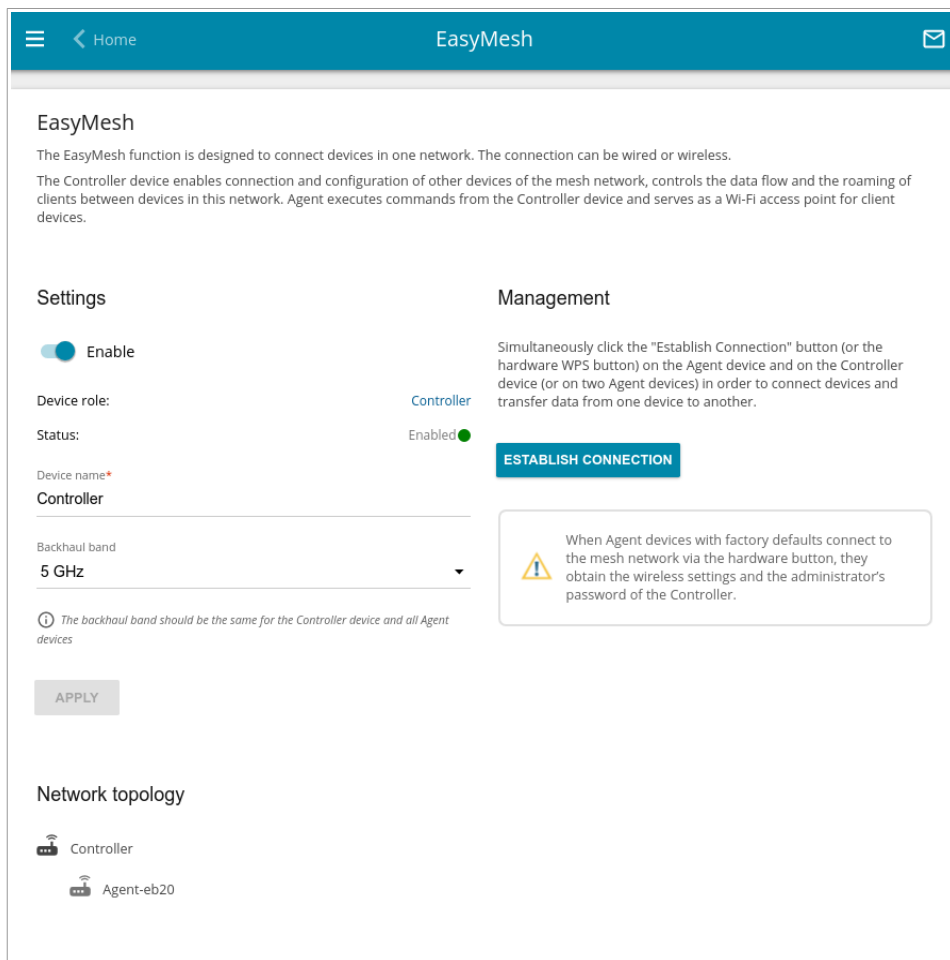 Home
EasyMesh
EasyMesh
The EasyMesh function is designed to connect devices in one network. The connection can be wired or wireless.
The Controller device enables connection and configuration of other devices of the mesh network, controls the data flow and the roaming of
clients between devices in this network. Agent executes commands from the Controller device and serves as a Wi-Fi access point for client
devices.
Settings
Enable
Device role:
Controller
Status:
Enabled
Device name*
Controller
Backhaul band
5 GHz
The backhaul band should be the same for the Controller device and all Agent
devices
APPLY
Management
Simultaneously click the "Establish Connection" button (or the
hardware WPS button) on the Agent device and on the Controller
device (or on two Agent devices) in order to connect devices and
transfer data from one device to another.
ESTABLISH CONNECTION
When Agent devices with factory defaults connect to
the mesh network via the hardware button, they
obtain the wireless settings and the administrator's
password of the Controller.
Network topology
Controller
Agent-eb20